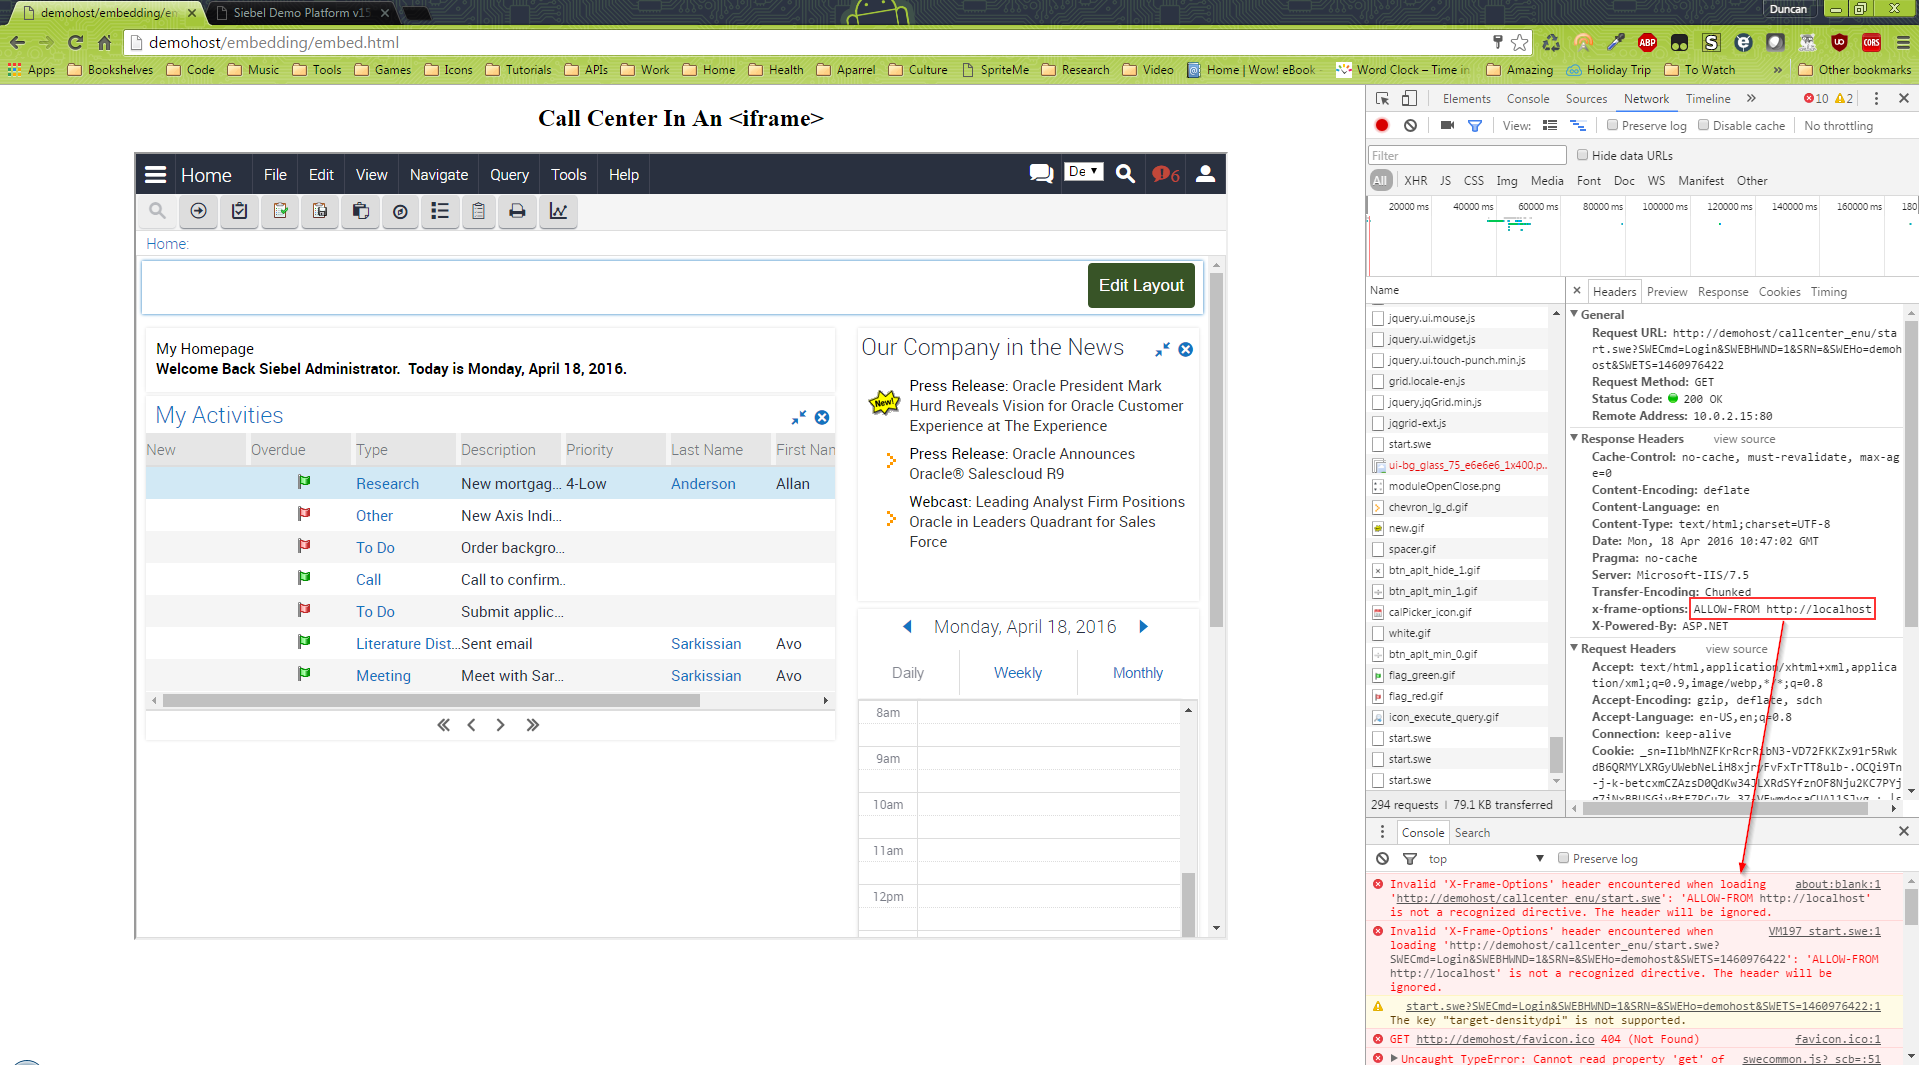 demohost/embedding/em
Siebel Demo Platform v15
Duncan
demohost/embedding/embed.html
Apps Bookshelves Code Music Tools Games Icons Tutorials APIs Work Home Health Aparrel Culture SpriteMe Research Video Home | Wow! eBook Word Clock – Time in Amazing Holiday Trip To Watch » Other bookmarks
Call Center In An <iframe>
Home File Edit View Navigate Query Tools Help De 6
Home:
Edit Layout
My Homepage
Welcome Back Siebel Administrator. Today is Monday, April 18, 2016.
My Activities
New Overdue Type Description Priority Last Name First Nan
Research New mortgag... 4-Low Anderson Allan
Other New Axis Indi...
To Do Order backgro...
Call Call to confirm..
To Do Submit applic...
Literature Dist... Sent email Sarkissian Avo
Meeting Meet with Sar... Sarkissian Avo
Our Company in the News
New!
Press Release: Oracle President Mark
Hurd Reveals Vision for Oracle Customer
Experience at The Experience
Press Release: Oracle Announces
Oracle® Salescloud R9
Webcast: Leading Analyst Firm Positions
Oracle in Leaders Quadrant for Sales
Force
Monday, April 18, 2016
Daily Weekly Monthly
8am
9am
10am
11am
12pm
Elements Console Sources Network Timeline » 10 2
View: Preserve log Disable cache No throttling
Filter Hide data URLs
All XHR JS CSS Img Media Font Doc WS Manifest Other
20000 ms 40000 ms 60000 ms 80000 ms 100000 ms 120000 ms 140000 ms 160000 ms 180
Name
jquery.ui.mouse.js
jquery.ui.widget.js
jquery.ui.touch-punch.min.js
grid.locale-en.js
jquery.jqGrid.min.js
jqgrid-ext.js
start.swe
ui-bg_glass_75_e6e6e6_1x400.p..
moduleOpenClose.png
chevron_lg_d.gif
new.gif
spacer.gif
btn_aplt_hide_1.gif
btn_aplt_min_1.gif
calPicker_icon.gif
white.gif
btn_aplt_min_0.gif
flag_green.gif
flag_red.gif
icon_execute_query.gif
start.swe
start.swe
start.swe
294 requests | 79.1 KB transferred
Headers Preview Response Cookies Timing
General
Request URL: http://demohost/callcenter_enu/sta
rt.swe?SWECmd=Login&SWEBHWND=1&SRN=&SWEHo=demoh
ost&SWETS=1460976422
Request Method: GET
Status Code: 200 OK
Remote Address: 10.0.2.15:80
Response Headers view source
Cache-Control: no-cache, must-revalidate, max-ag
e=0
Content-Encoding: deflate
Content-Language: en
Content-Type: text/html;charset=UTF-8
Date: Mon, 18 Apr 2016 10:47:02 GMT
Pragma: no-cache
Server: Microsoft-IIS/7.5
Transfer-Encoding: Chunked
x-frame-options: ALLOW-FROM http://localhost
X-Powered-By: ASP.NET
Request Headers view source
Accept: text/html,application/xhtml+xml,applicat
ion/xml;q=0.9,image/webp,*/*;q=0.8
Accept-Encoding: gzip, deflate, sdch
Accept-Language: en-US,en;q=0.8
Connection: keep-alive
Console Search
top Preserve log
Invalid 'X-Frame-Options' header encountered when loading about:blank:1
'http://demohost/callcenter_enu/start.swe': 'ALLOW-FROM http://localhost'
is not a recognized directive. The header will be ignored.
Invalid 'X-Frame-Options' header encountered when VM197 start.swe:1
loading 'http://demohost/callcenter_enu/start.swe?
SWECmd=Login&SWEBHWND=1&SRN=&SWEHo=demohost&SWETS=1460976422': 'ALLOW-FROM
http://localhost' is not a recognized directive. The header will be
ignored.
start.swe?SWECmd=Login&SWEBHWND=1&SRN=&SWEHo=demohost&SWETS=1460976422:1
The key "target-densitydpi" is not supported.
GET http://demohost/favicon.ico 404 (Not Found) favicon.ico:1
Uncaught TypeError: Cannot read property 'get' of swecommon.js?_scb=:51